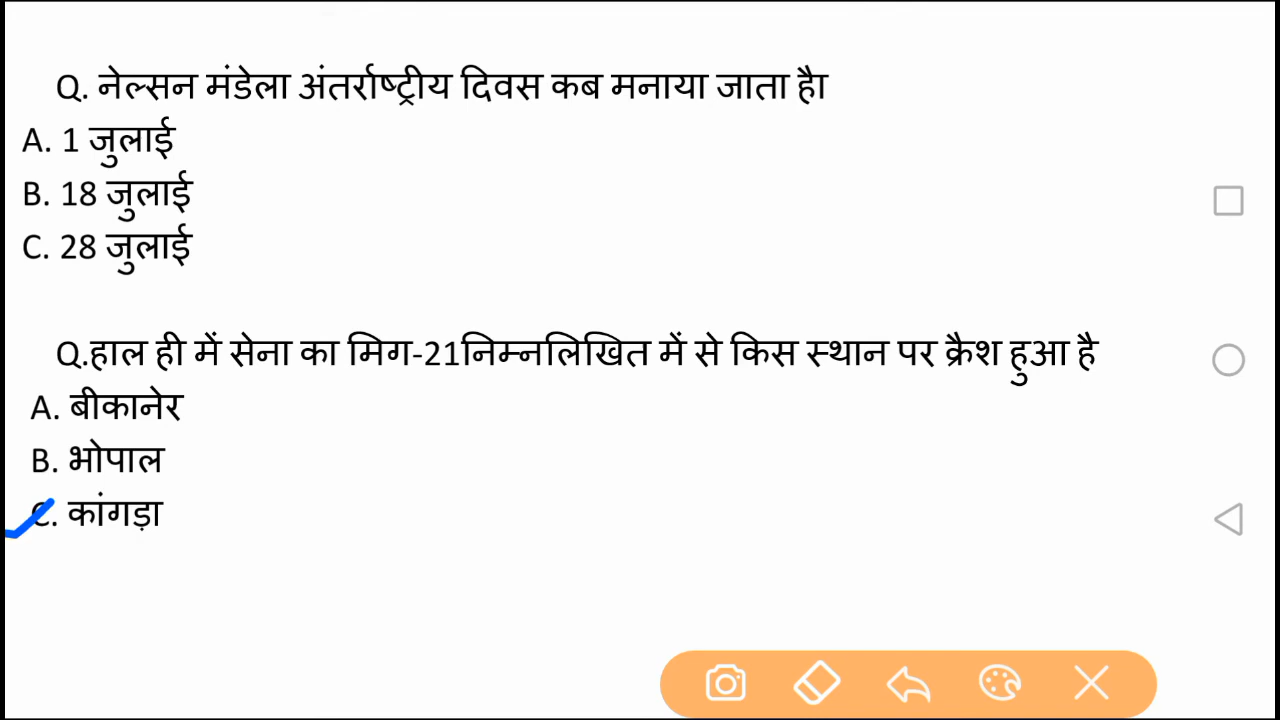 Q. नेल्सन मंडेला अंतर्राष्ट्रीय दिवस कब मनाया जाता हैा
A. 1 जुलाई
B. 18 जुलाई
C. 28 जुलाई
Q.हाल ही में सेना का मिग-21निम्नलिखित में से किस स्थान पर क्रैश हुआ है
A. बीकानेर
B. भोपाल
C. कांगड़ा